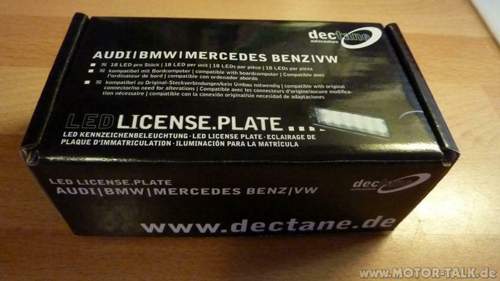 dectane
AUDI|BMW|MERCEDES BENZ|VW
18 LED pro Stück | 18 LED per unit | 18 LEDs par pièce | 18 LEDs por pieza
kompatibel mit Bordcomputer | compatible with boardcomputer | Compatible avec
l'ordinateur de bord | compatible con el ordenador abordo
kompatibel zu Original-Steckverbindungen/kein Umbau notwendig | compatible with original
connector/no need for alterations | Compatible avec les connecteurs d'origine/aucune modifica-
tion nécessaire | compatible con la conexión original/no necesidad de adaptaciones
LED LICENSE.PLATE....
LED KENNZEICHENBELEUCHTUNG · LED LICENSE PLATE · ECLAIRAGE DE
PLAQUE D'IMMATRICULATION · ILUMINACIÓN PARA LA MATRÍCULA
LED LICENSE.PLATE
AUDI|BMW|MERCEDES BENZ|VW
dectane
www.dectane.de
www.MOTOR-TALK.de